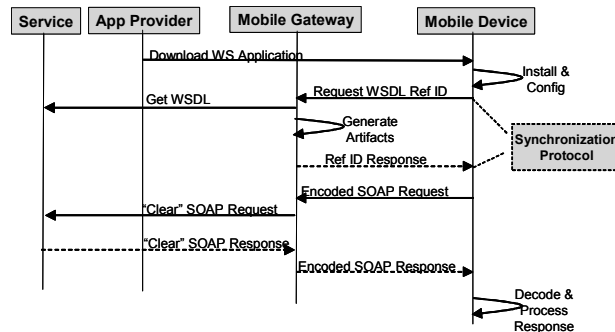 Service
App Provider
Mobile Gateway
Mobile Device
Download WS Application
Install &
Config
Request WSDL Ref ID
Get WSDL
Generate
Artifacts
Synchronization
Protocol
Ref ID Response
Encoded SOAP Request
“Clear” SOAP Request
“Clear” SOAP Response
Encoded SOAP Response
Decode &
Process
Response